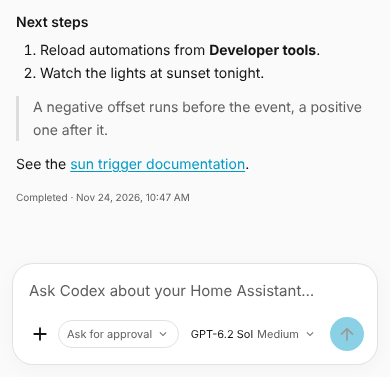 Next steps
1. Reload automations from Developer tools.
2. Watch the lights at sunset tonight.
A negative offset runs before the event, a positive
one after it.
See the sun trigger documentation.
Completed · Nov 24, 2026, 10:47 AM
Ask Codex about your Home Assistant...
Ask for approval
GPT-6.2 Sol Medium